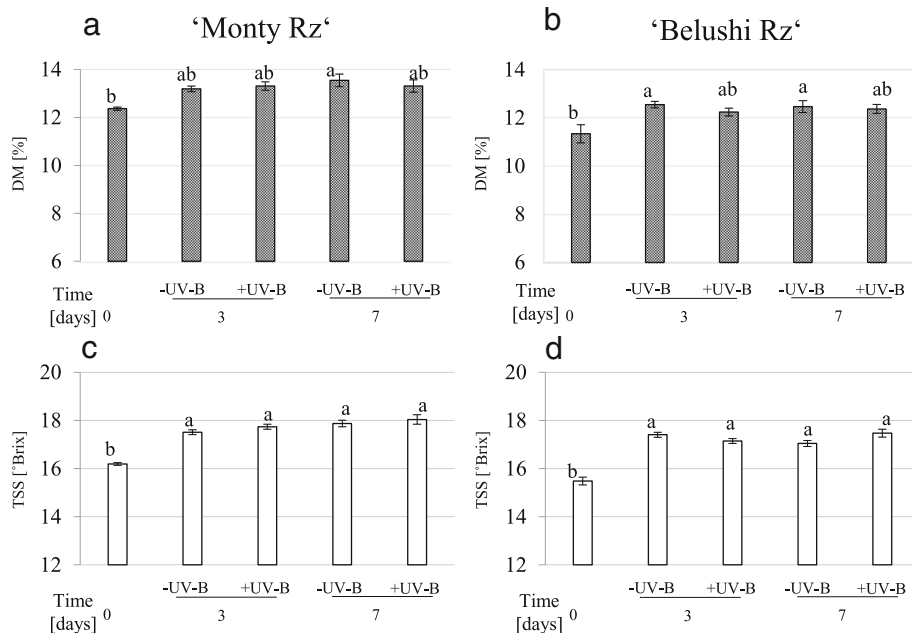 a
‘Monty Rz‘
b
‘Belushi Rz‘
DM [%]
14
12
10
8
6
b
ab
ab
a
ab
Time
[days]
0
-UV-B
+UV-B
-UV-B
+UV-B
3
7
DM [%]
14
12
10
8
6
b
a
ab
a
ab
Time
[days]
0
-UV-B
+UV-B
-UV-B
+UV-B
3
7
c
TSS [°Brix]
20
18
16
14
12
b
a
a
a
a
Time
[days]
0
-UV-B
+UV-B
-UV-B
+UV-B
3
7
d
TSS [°Brix]
20
18
16
14
12
b
a
a
a
a
Time
[days]
0
-UV-B
+UV-B
-UV-B
+UV-B
3
7